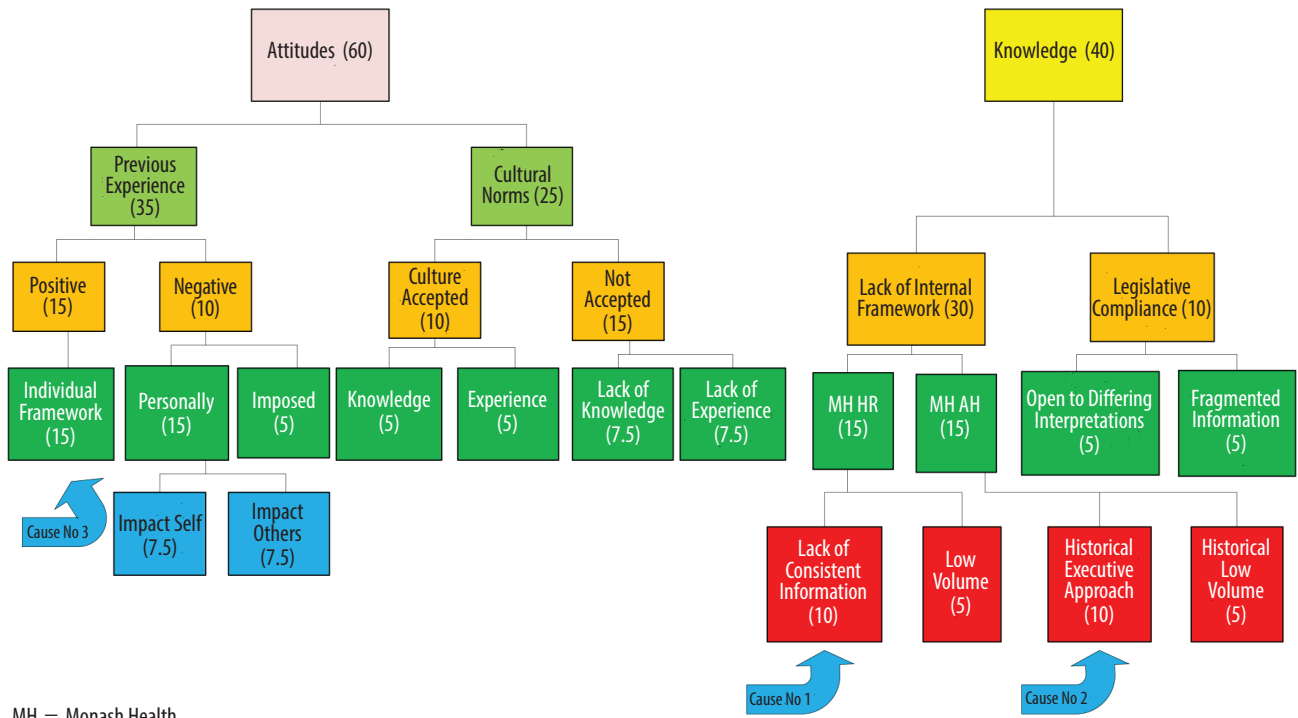 Attitudes (60)
Knowledge (40)
Previous
Experience
(35)
Cultural
Norms (25)
Positive
(15)
Negative
(10)
Culture
Accepted
(10)
Not
Accepted
(15)
Lack of Internal
Framework (30)
Legislative
Compliance (10)
Individual
Framework
(15)
Personally
(15)
Imposed
(5)
Knowledge
(5)
Experience
(5)
Lack of
Knowledge
(7.5)
Lack of
Experience
(7.5)
MH HR
(15)
MH AH
(15)
Open to Differing
Interpretations
(5)
Fragmented
Information
(5)
Cause No 3
Impact Self
(7.5)
Impact
Others
(7.5)
Lack of
Consistent
Information
(10)
Low
Volume
(5)
Historical
Executive
Approach
(10)
Historical
Low
Volume
(5)
Cause No 1
Cause No 2
MH = Monash Health